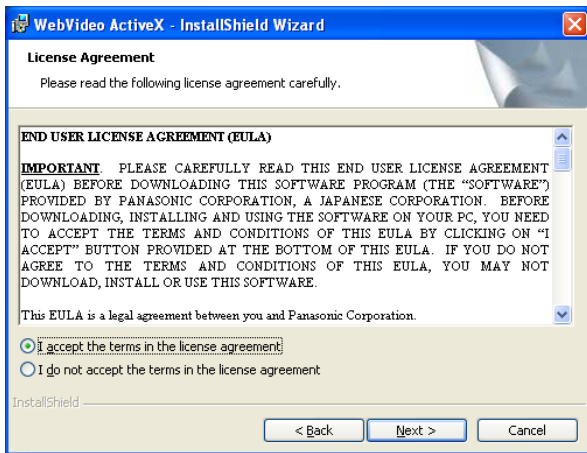 WebVideo ActiveX - InstallShield Wizard
License Agreement
Please read the following license agreement carefully.
END USER LICENSE AGREEMENT (EULA)
IMPORTANT. PLEASE CAREFULLY READ THIS END USER LICENSE AGREEMENT
(EULA) BEFORE DOWNLOADING THIS SOFTWARE PROGRAM (THE “SOFTWARE”)
PROVIDED BY PANASONIC CORPORATION, A JAPANESE CORPORATION. BEFORE
DOWNLOADING, INSTALLING AND USING THE SOFTWARE ON YOUR PC, YOU NEED
TO ACCEPT THE TERMS AND CONDITIONS OF THIS EULA BY CLICKING ON “I
ACCEPT” BUTTON PROVIDED AT THE BOTTOM OF THIS EULA. IF YOU DO NOT
AGREE TO THE TERMS AND CONDITIONS OF THIS EULA, YOU MAY NOT
DOWNLOAD, INSTALL OR USE THIS SOFTWARE.
This EULA is a legal agreement between you and Panasonic Corporation.
I accept the terms in the license agreement
I do not accept the terms in the license agreement
InstallShield
< Back
Next >
Cancel